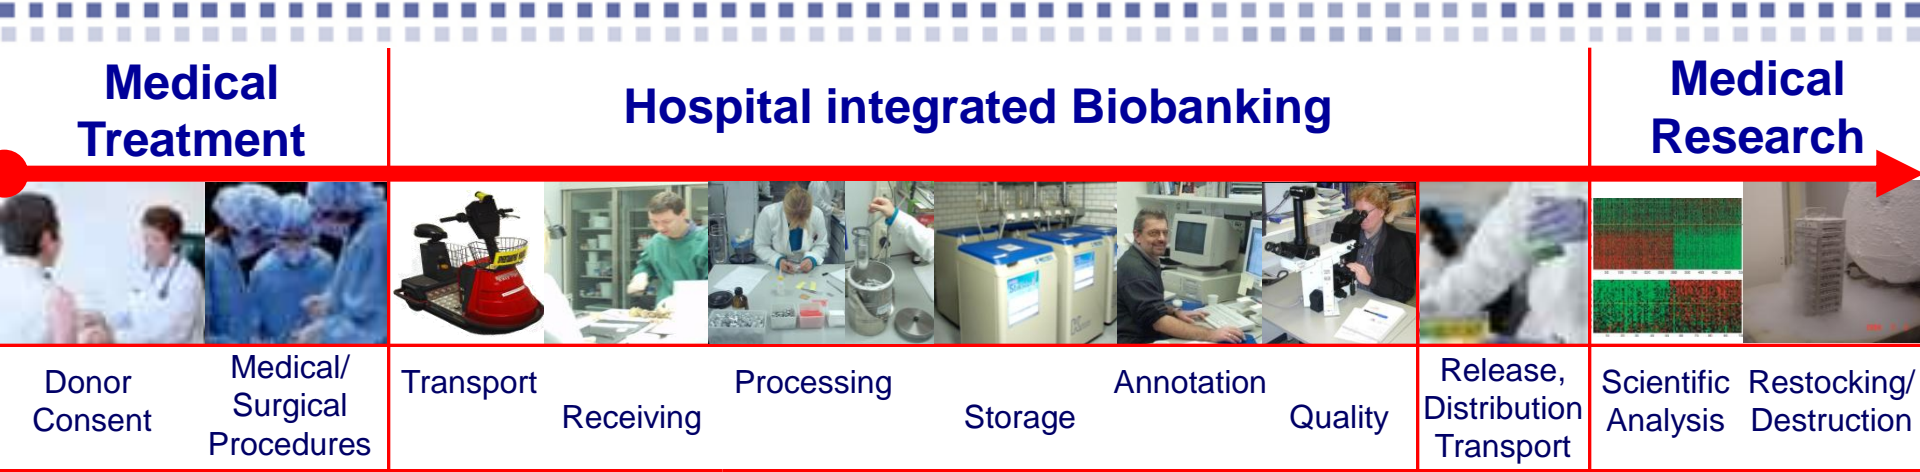 Medical
Treatment
Hospital integrated Biobanking
Medical
Research
Donor
Consent
Medical/
Surgical
Procedures
Transport
Receiving
Processing
Storage
Annotation
Quality
Release,
Distribution
Transport
Scientific
Analysis
Restocking/
Destruction